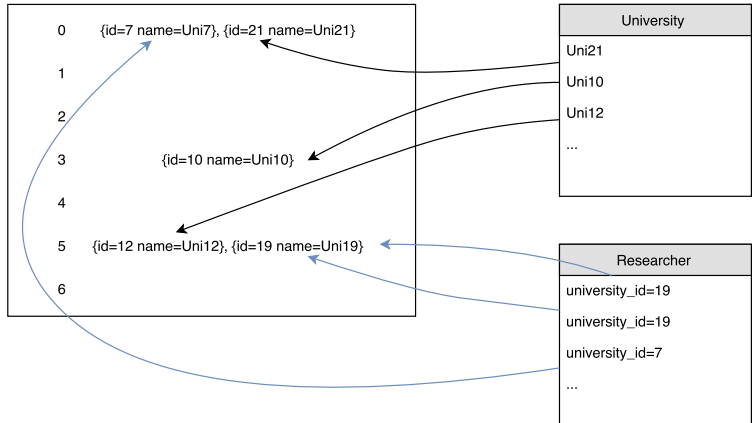 0 {id=7 name=Uni7}, {id=21 name=Uni21}
1
2
3 {id=10 name=Uni10}
4
5 {id=12 name=Uni12}, {id=19 name=Uni19}
6
University
Uni21
Uni10
Uni12
...
Researcher
university_id=19
university_id=19
university_id=7
...